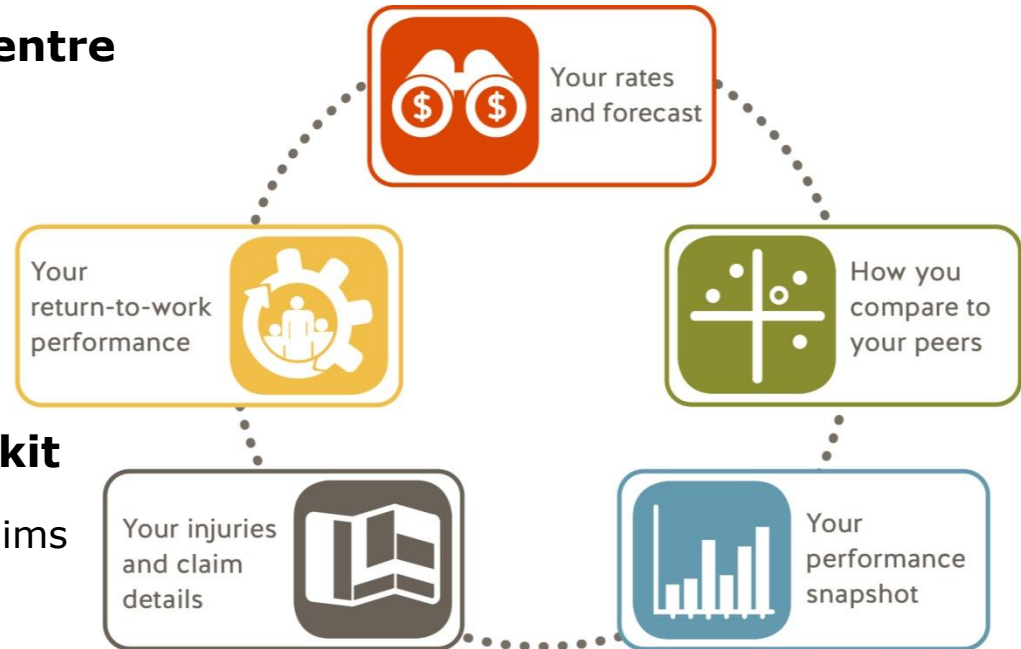 entre
Your rates
and forecast
Your
return-to-work
performance
How you
compare to
your peers
kit
ims
Your injuries
and claim
details
Your
performance
snapshot
$ $